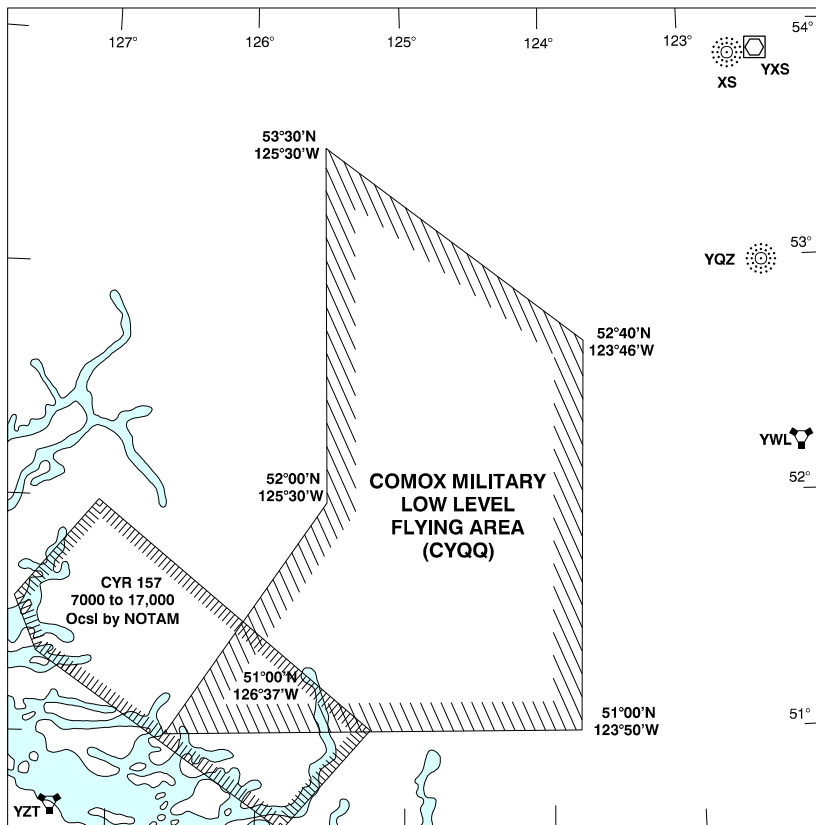 127°
126°
125°
124°
123°
54°
XS
YXS
53°30'N
125°30'W
53°
YQZ
52°40'N
123°46'W
YWL
52°
52°00'N
125°30'W
COMOX MILITARY
LOW LEVEL
FLYING AREA
(CYQQ)
CYR 157
7000 to 17,000
Ocsl by NOTAM
51°00'N
126°37'W
51°00'N
123°50'W
51°
YZT